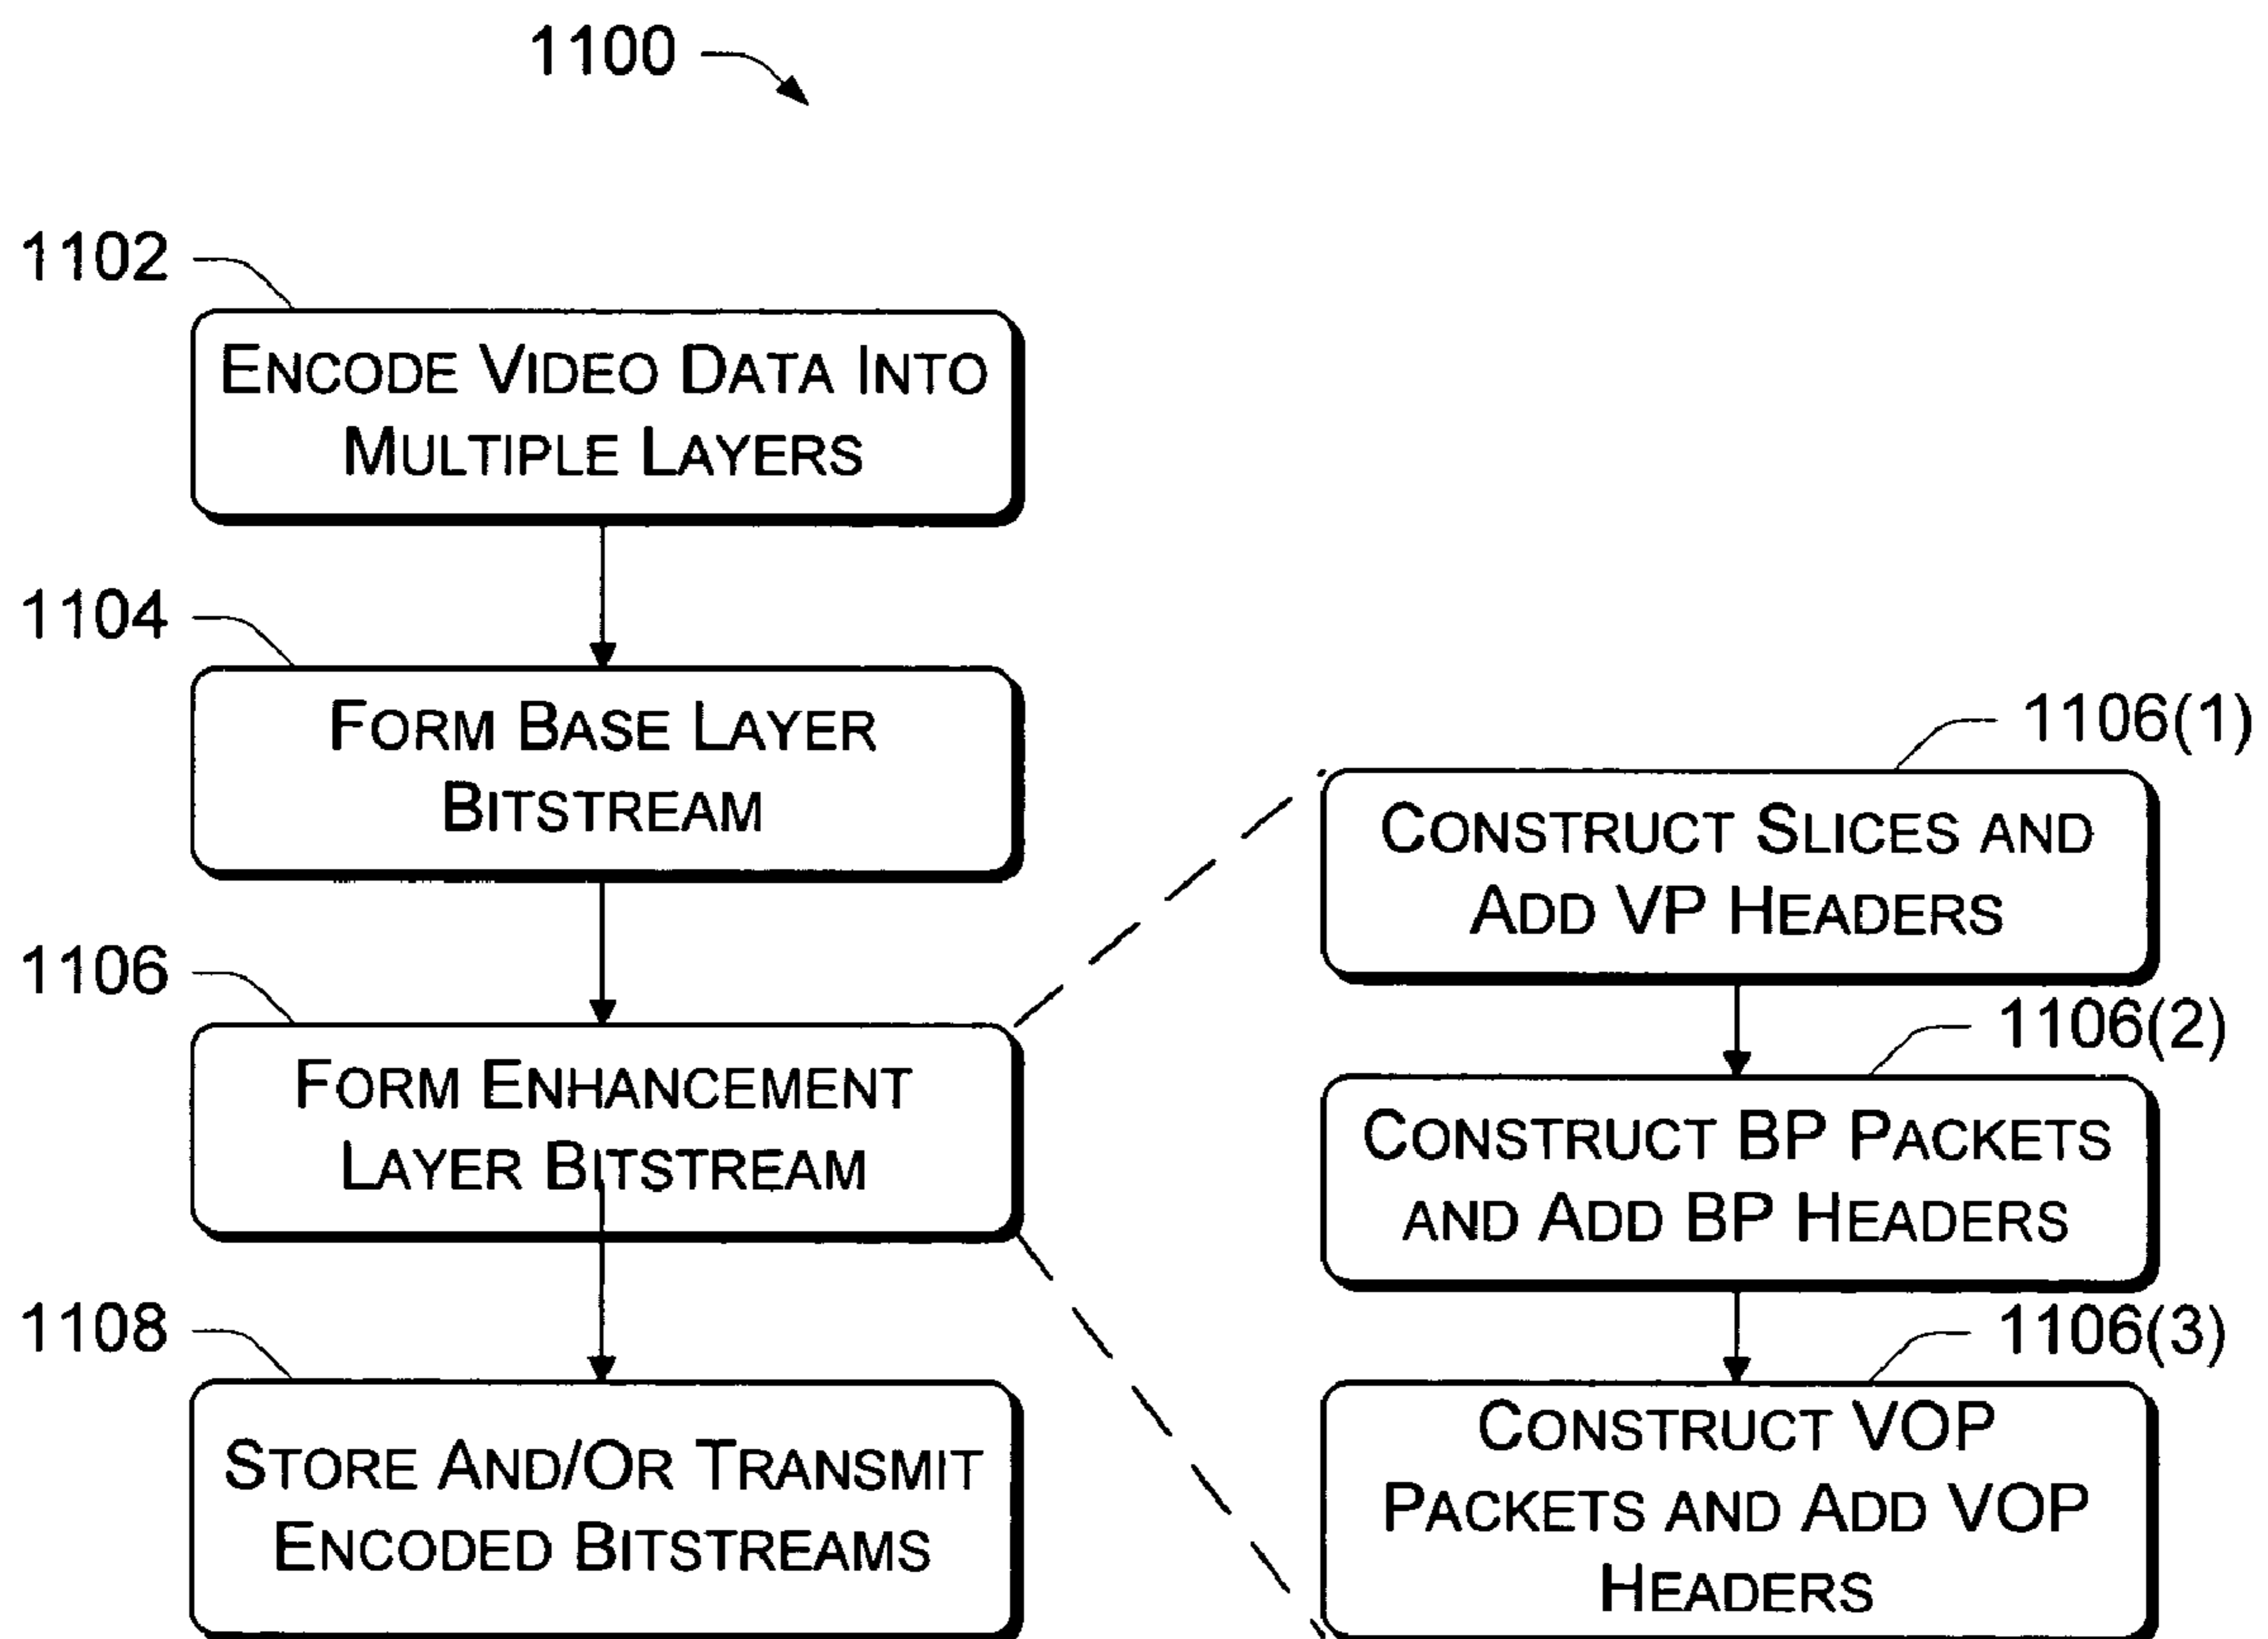 1100
1102
ENCODE VIDEO DATA INTO
MULTIPLE LAYERS
1104
FORM BASE LAYER
BITSTREAM
1106
FORM ENHANCEMENT
LAYER BITSTREAM
1108
STORE AND/OR TRANSMIT
ENCODED BITSTREAMS
1106(1)
CONSTRUCT SLICES AND
ADD VP HEADERS
1106(2)
CONSTRUCT BP PACKETS
AND ADD BP HEADERS
1106(3)
CONSTRUCT VOP
PACKETS AND ADD VOP
HEADERS